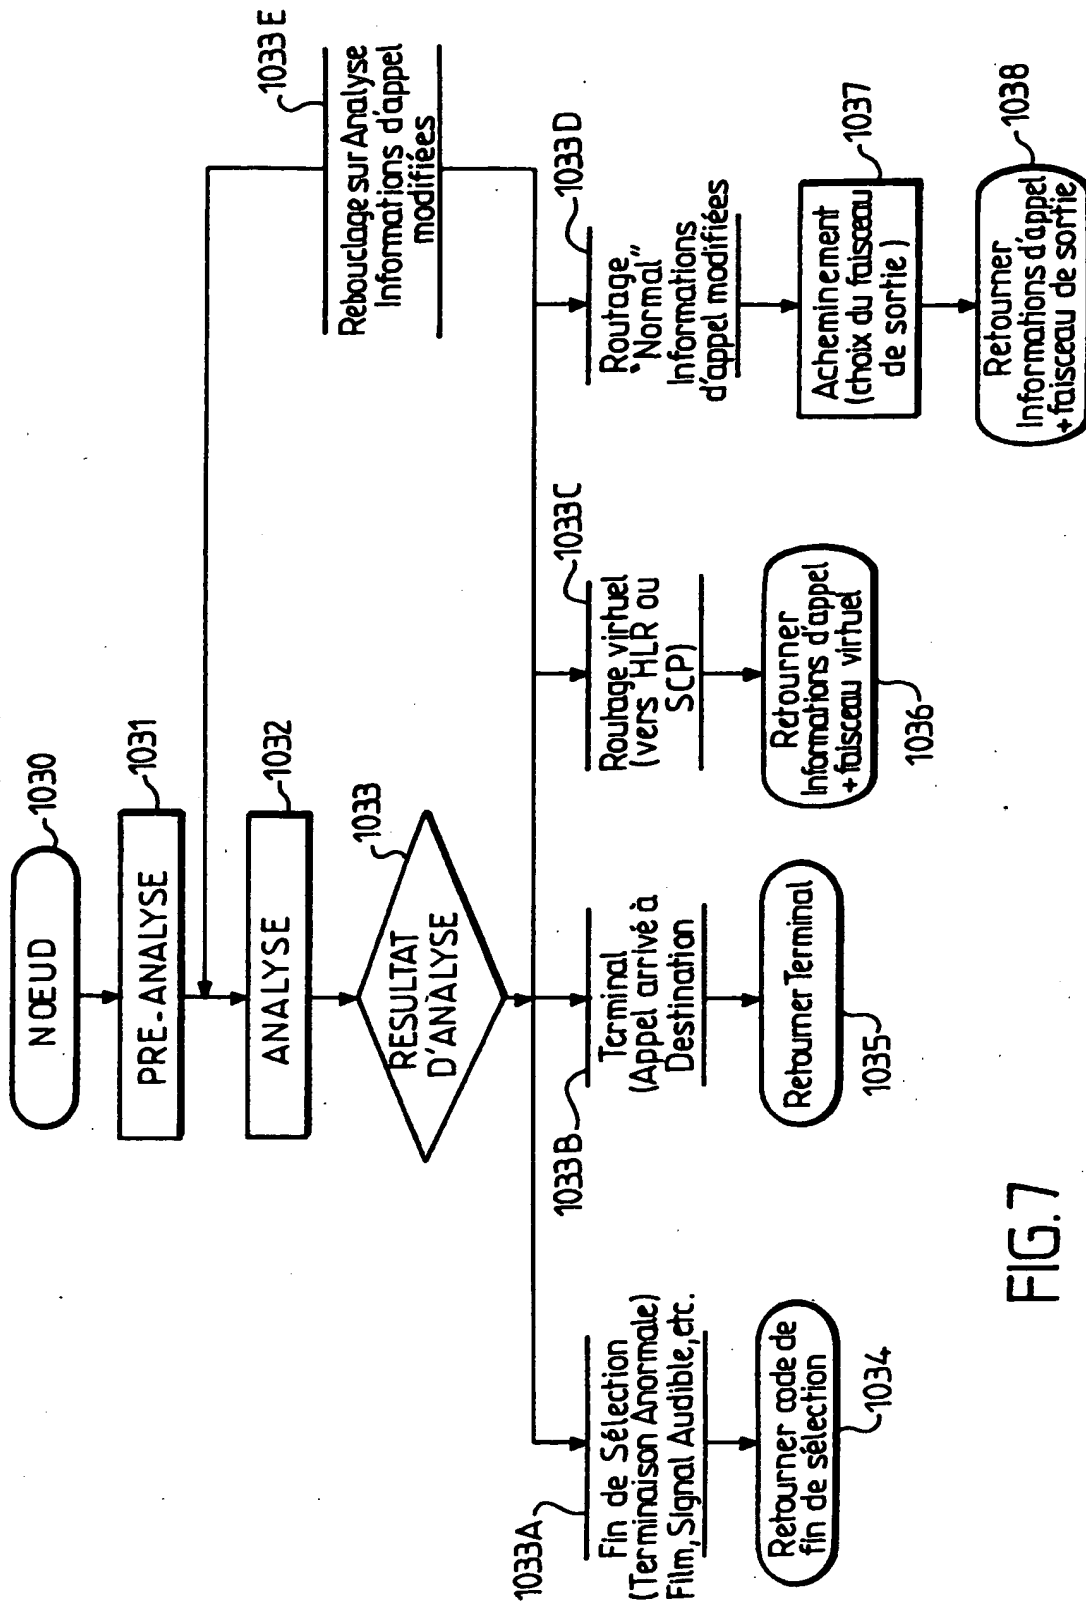 NŒUD
1030
PRE-ANALYSE
1031
ANALYSE
1032
RESULTAT
D'ANALYSE
1033
1033E
Rebouclage sur Analyse
Informations d'appel
modifiées
1033A
Fin de Sélection
(Terminaison Anormale)
Film, Signal Audible, etc.
Retourner code de
fin de sélection
1034
1033B
Terminal
(Appel arrivé à
Destination
Retourner Terminal
1035
1033C
Routage virtuel
(vers HLR ou
SCP)
Retourner
Informations d'appel
+ faisceau virtuel
1036
1033D
Routage
"Normal"
Informations
d'appel modifiées
Acheminement
(choix du faisceau
de sortie)
1037
Retourner
Informations d'appel
+ faisceau de sortie
1038
FIG.7